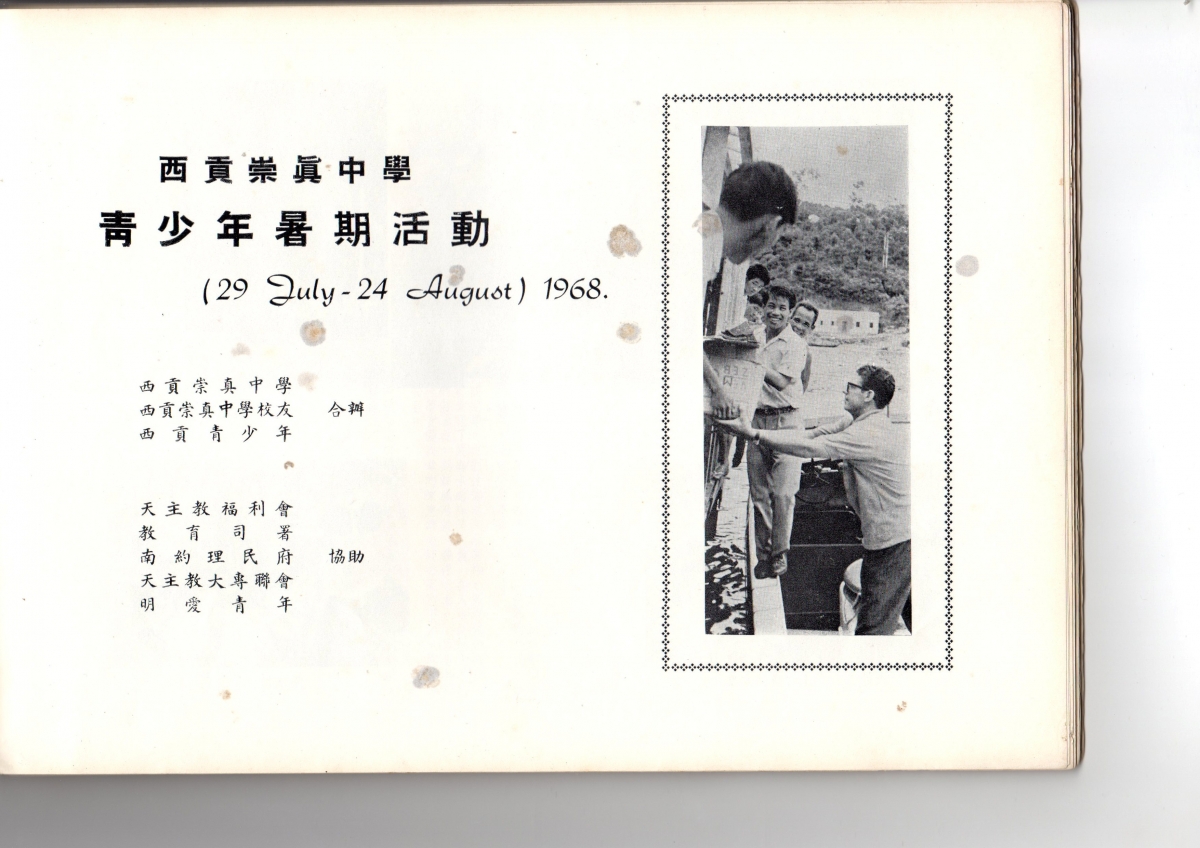 西貢崇眞中學
青少年暑期活動
(29 July - 24 August) 1968.
西貢崇真中學
西貢崇真中學校友 合辦
西貢青少年
天主教福利會
教育司署
南約理民府 協助
天主教大專聯會
明愛青年